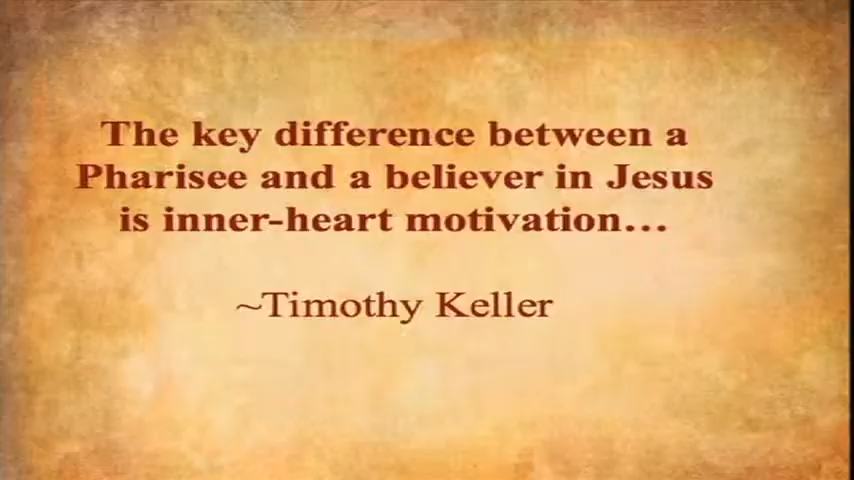 The key difference between a
Pharisee and a believer in Jesus
is inner-heart motivation…
~Timothy Keller